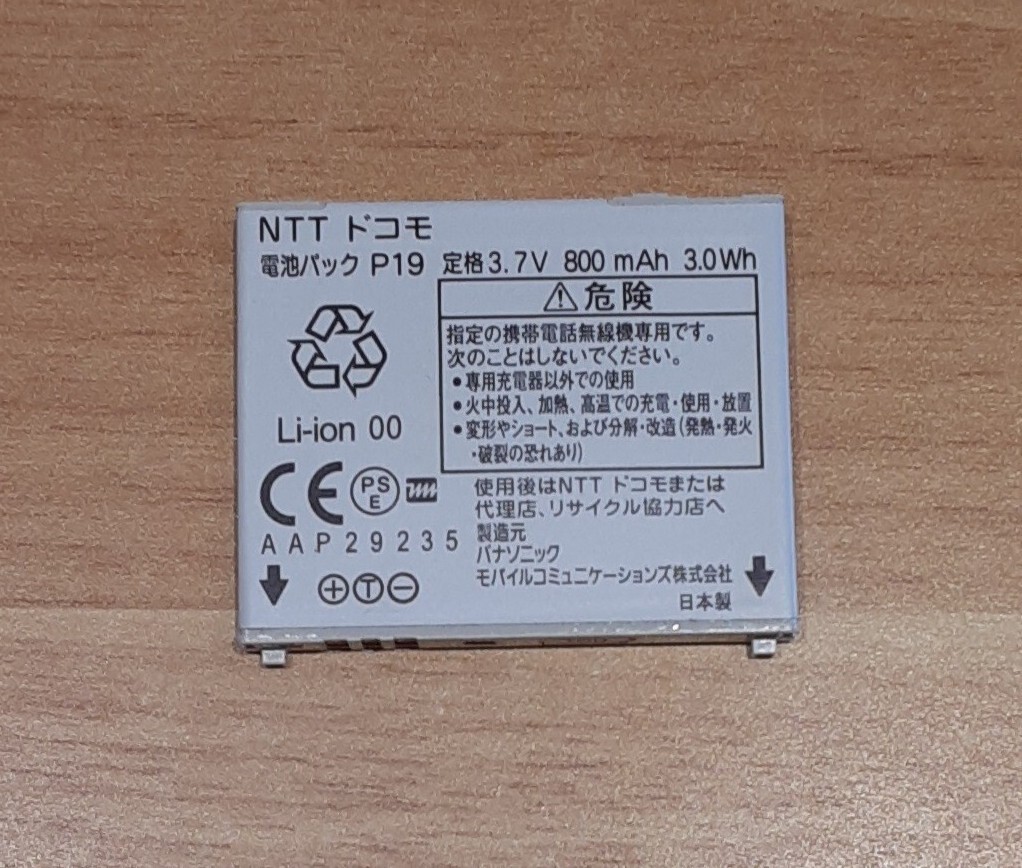 NTT ドコモ
電池パック P19 定格3.7V 800 mAh 3.0Wh
⚠危険
指定の携帯電話無線機専用です。
次のことはしないでください。
•専用充電器以外での使用
•火中投入、加熱、高温での充電・使用・放置
•変形やショート、および分解・改造(発熱・発火
・破裂の恐れあり)
Li-ion 00
CE PSE
AAP29235
⊕Ⓣ⊖
使用後はNTT ドコモまたは
代理店、リサイクル協力店へ
製造元
パナソニック
モバイルコミュニケーションズ株式会社
日本製